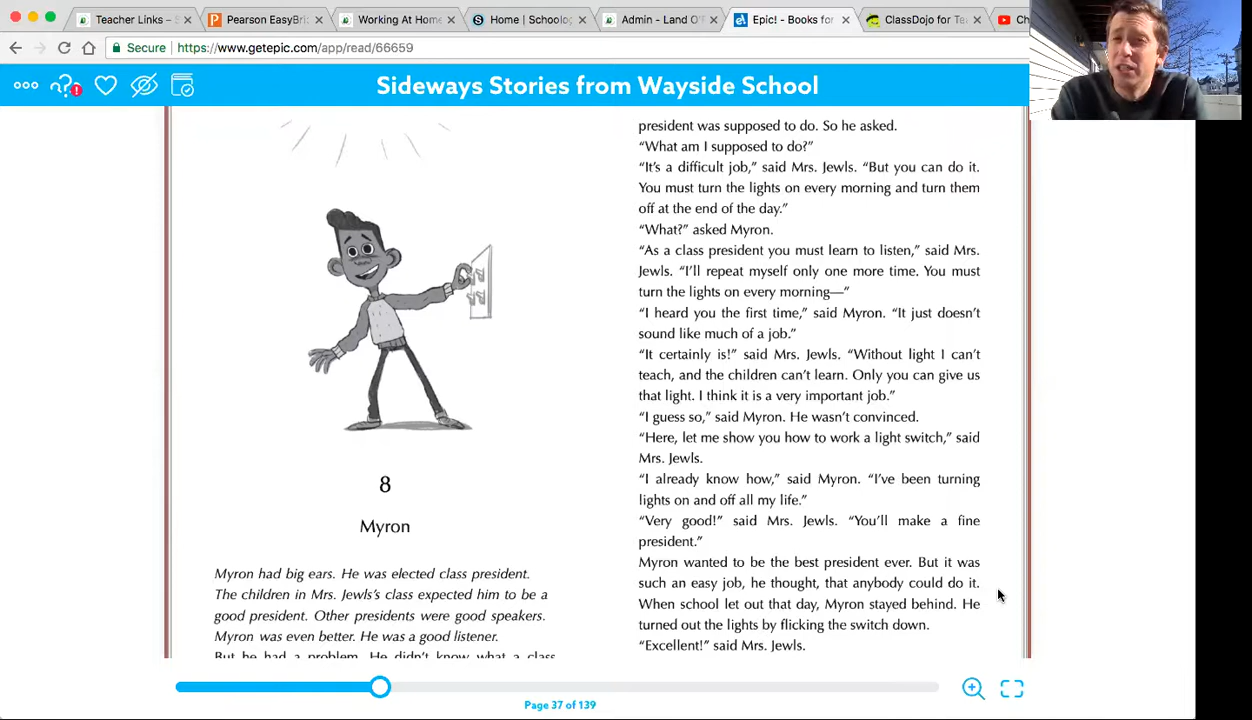 Teacher Links – S
Pearson EasyBri
Working At Home
Home | Schoolog
Admin - Land O'
Epic! - Books for
ClassDojo for Te
Ch
Secure
https://www.getepic.com/app/read/66659
Sideways Stories from Wayside School
8
Myron
Myron had big ears. He was elected class president.
The children in Mrs. Jewls's class expected him to be a
good president. Other presidents were good speakers.
Myron was even better. He was a good listener.
But he had a problem. He didn't know what a class
president was supposed to do. So he asked.
“What am I supposed to do?”
“It's a difficult job,” said Mrs. Jewls. “But you can do it.
You must turn the lights on every morning and turn them
off at the end of the day.”
“What?” asked Myron.
“As a class president you must learn to listen,” said Mrs.
Jewls. “I'll repeat myself only one more time. You must
turn the lights on every morning—”
“I heard you the first time,” said Myron. “It just doesn't
sound like much of a job.”
“It certainly is!” said Mrs. Jewls. “Without light I can't
teach, and the children can't learn. Only you can give us
that light. I think it is a very important job.”
“I guess so,” said Myron. He wasn't convinced.
“Here, let me show you how to work a light switch,” said
Mrs. Jewls.
“I already know how,” said Myron. “I've been turning
lights on and off all my life.”
“Very good!” said Mrs. Jewls. “You'll make a fine
president.”
Myron wanted to be the best president ever. But it was
such an easy job, he thought, that anybody could do it.
When school let out that day, Myron stayed behind. He
turned out the lights by flicking the switch down.
“Excellent!” said Mrs. Jewls.
Page 37 of 139